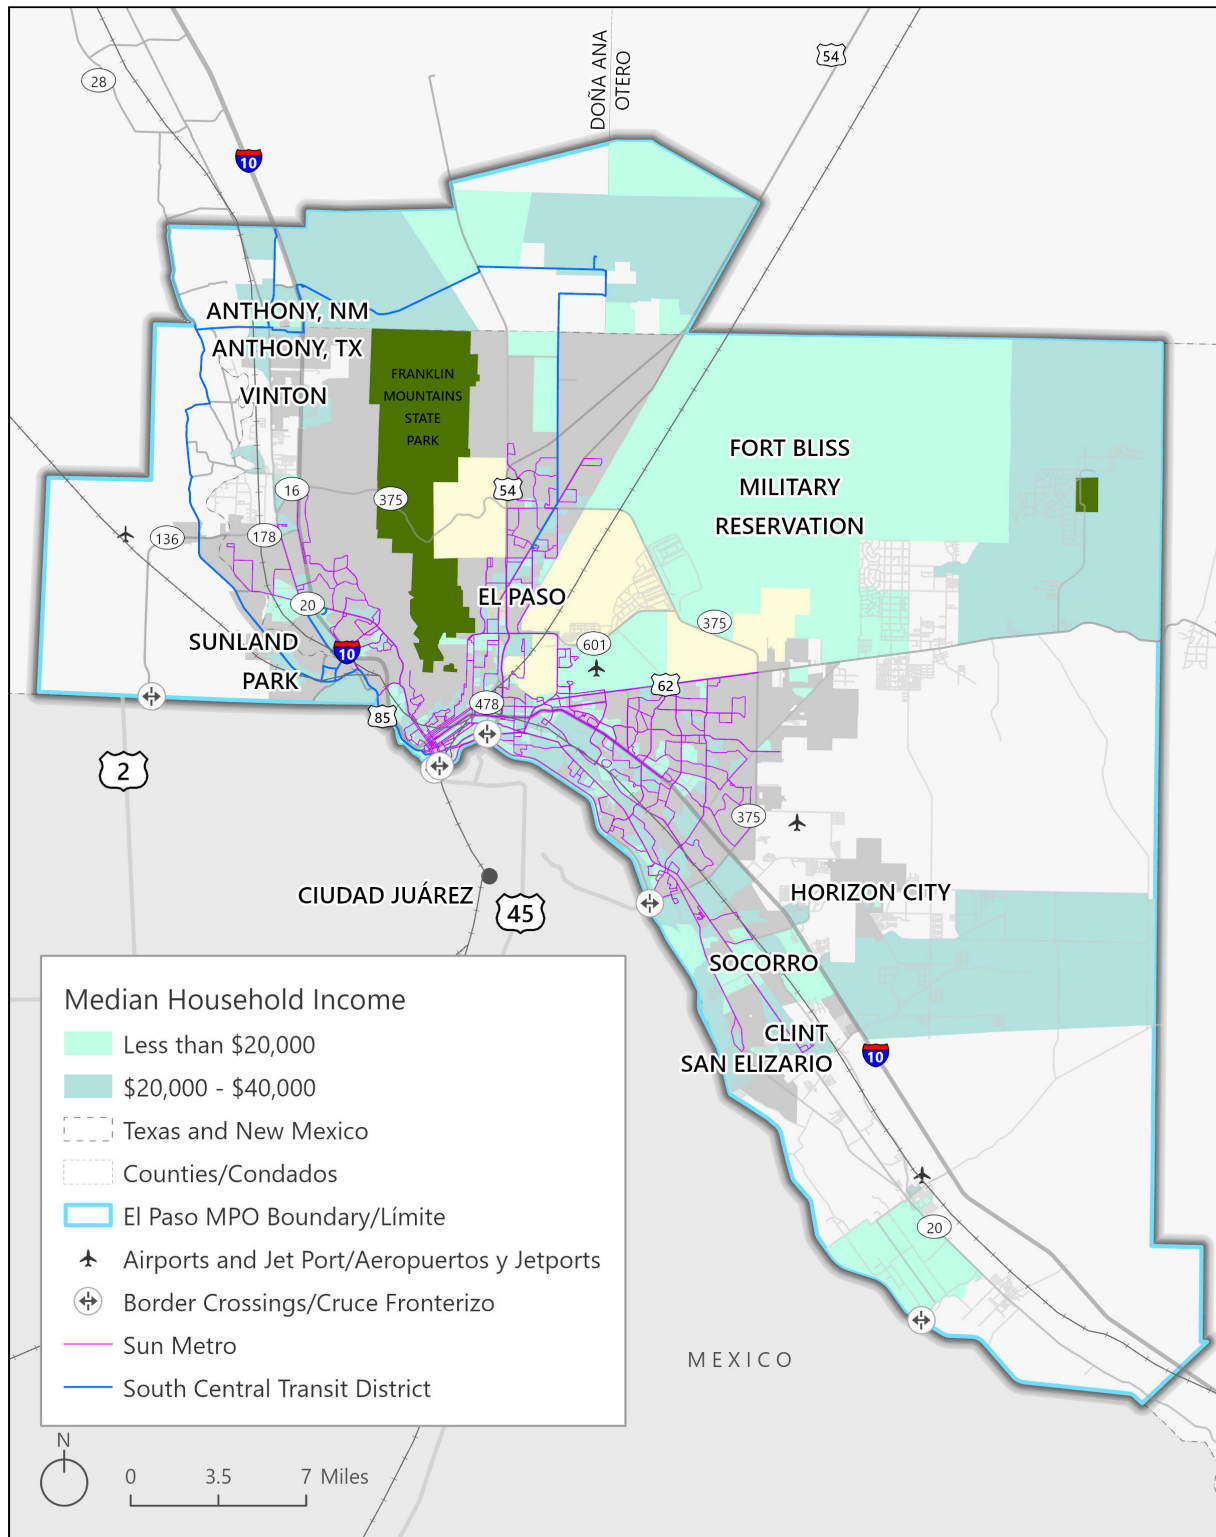 DOÑA ANA
OTERO
54
28
10
ANTHONY, NM
ANTHONY, TX
VINTON
FRANKLIN
MOUNTAINS
STATE
PARK
FORT BLISS
MILITARY
RESERVATION
16
375
54
136
178
EL PASO
20
375
601
SUNLAND
PARK
10
62
85
478
2
375
CIUDAD JUÁREZ
45
HORIZON CITY
SOCORRO
CLINT
SAN ELIZARIO
10
20
MEXICO
Median Household Income
Less than $20,000
$20,000 - $40,000
Texas and New Mexico
Counties/Condados
El Paso MPO Boundary/Límite
Airports and Jet Port/Aeropuertos y Jetports
Border Crossings/Cruce Fronterizo
Sun Metro
South Central Transit District
N
0 3.5 7 Miles